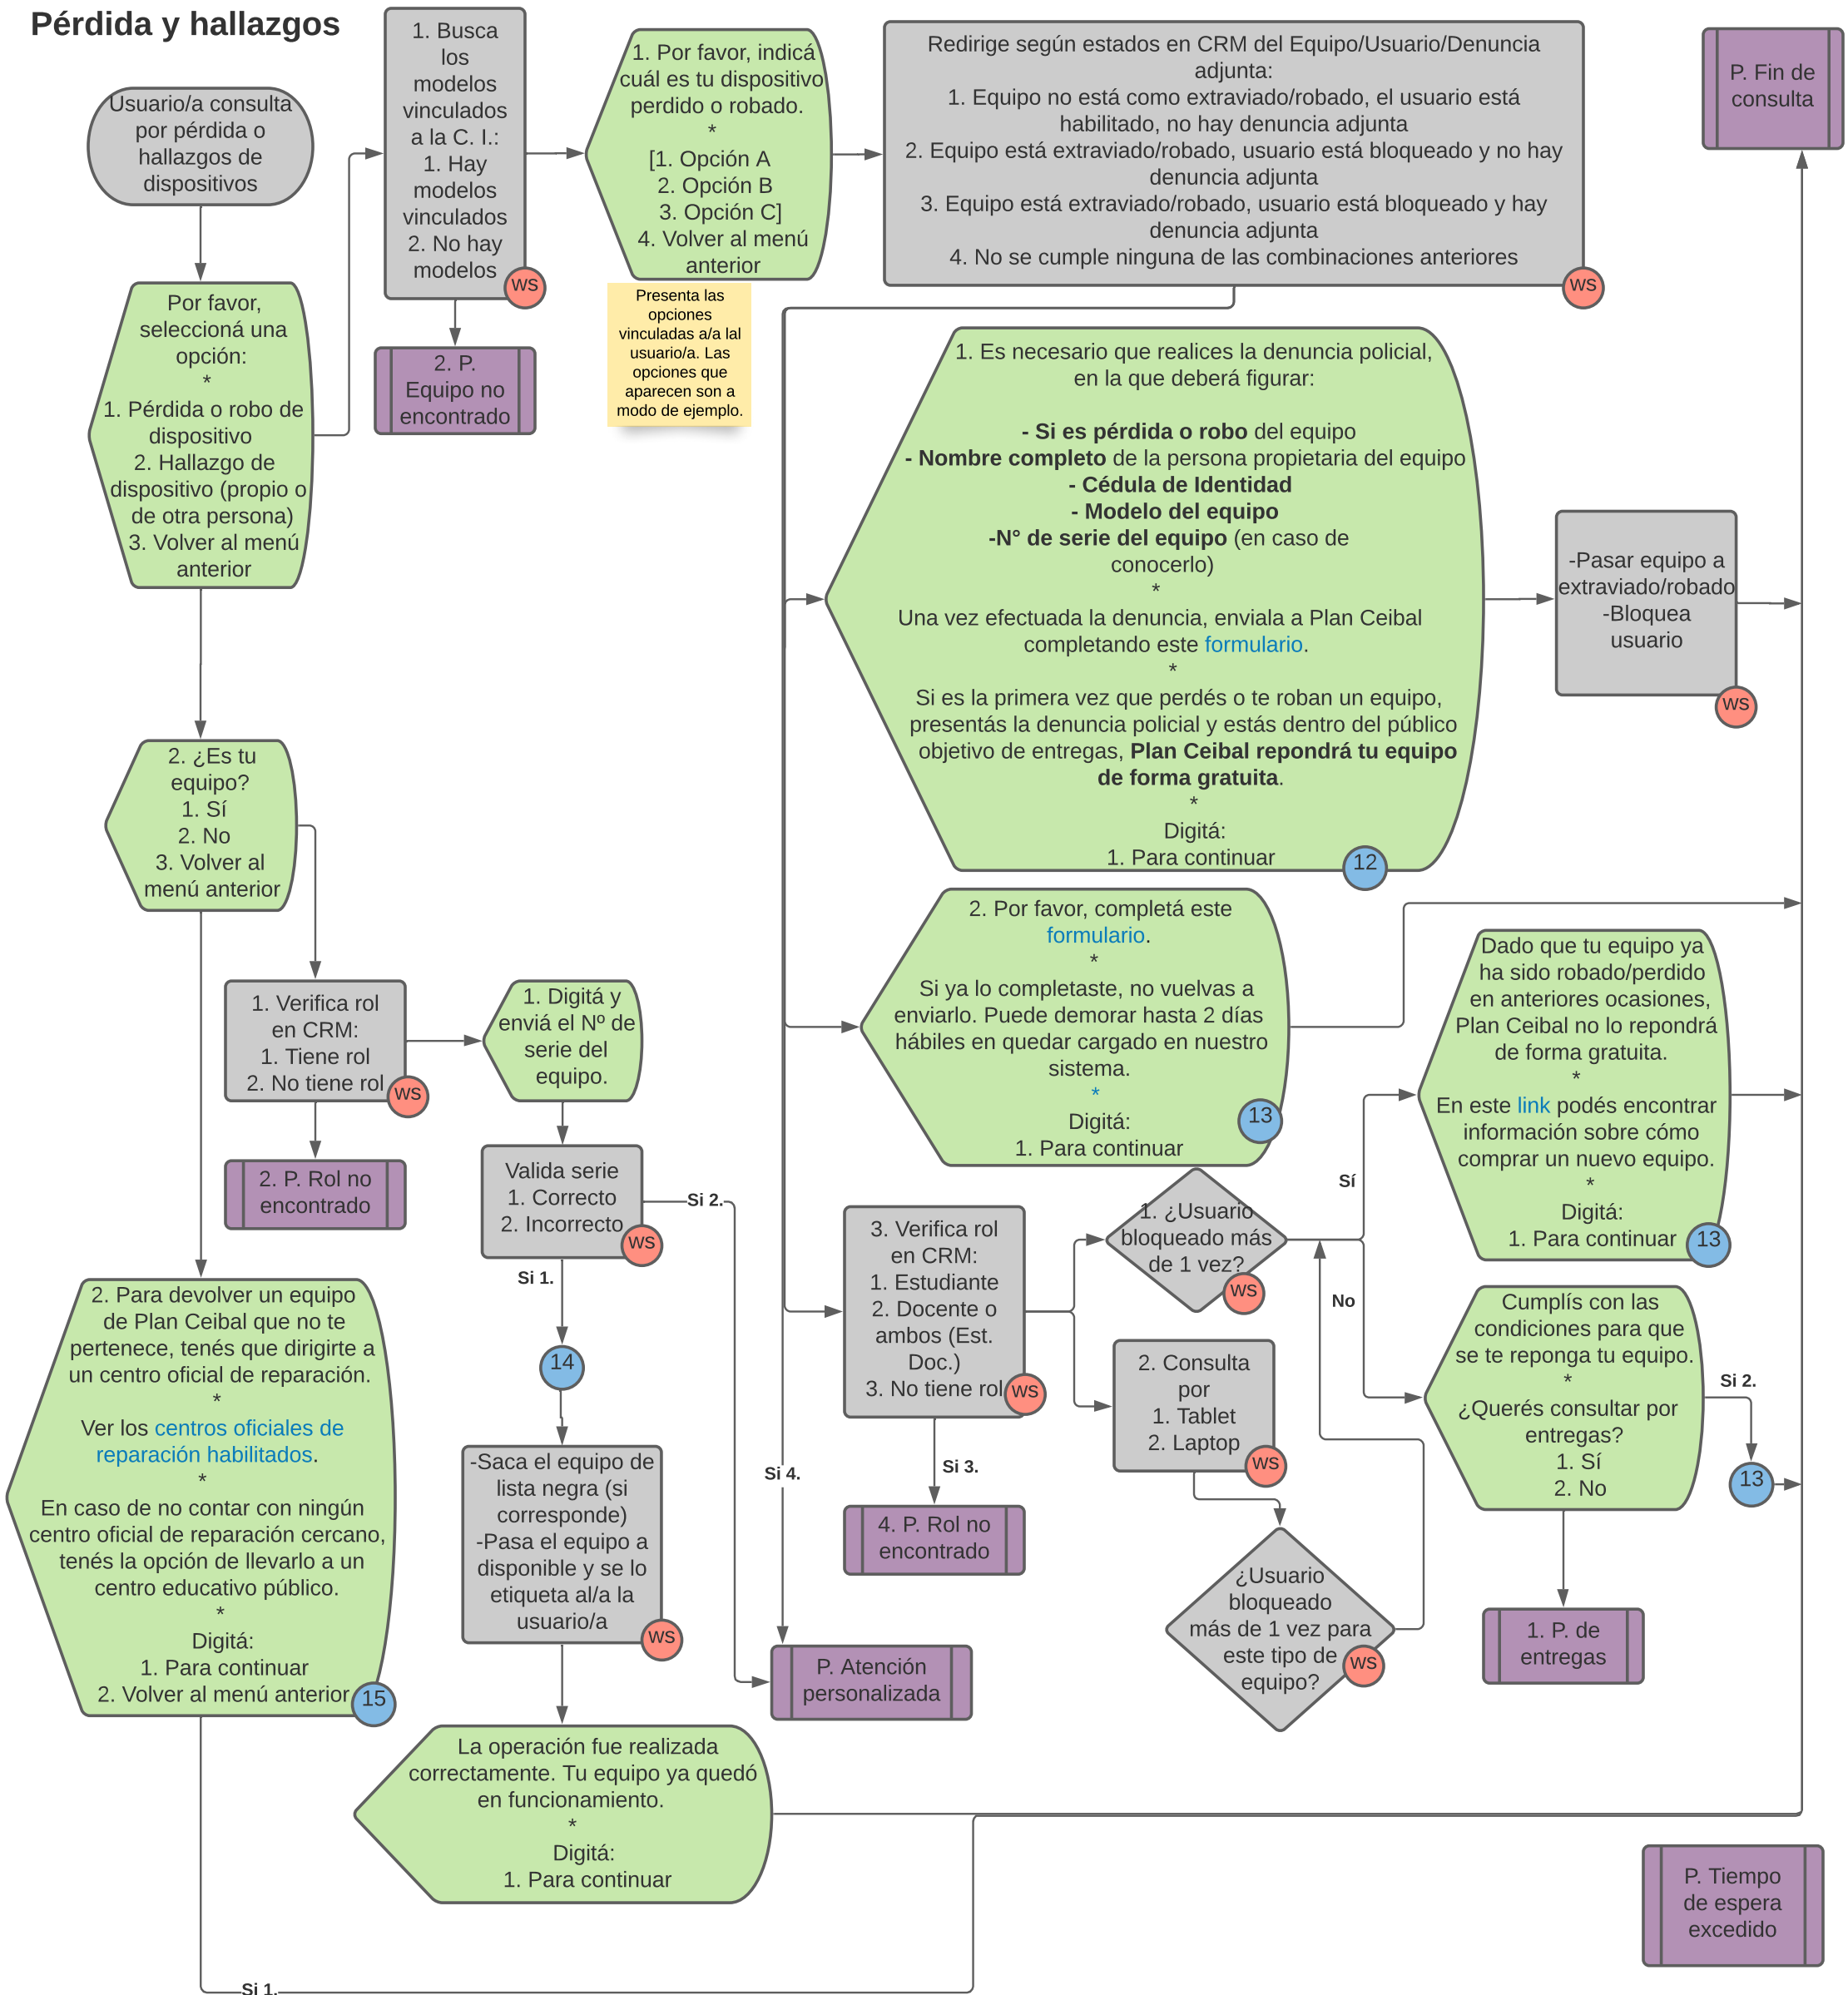 Pérdida y hallazgos
Usuario/a consulta
por pérdida o
hallazgos de
dispositivos
Por favor,
seleccioná una
opción:
*
1. Pérdida o robo de
dispositivo
2. Hallazgo de
dispositivo (propio o
de otra persona)
3. Volver al menú
anterior
1. Busca
los
modelos
vinculados
a la C. I.:
1. Hay
modelos
vinculados
2. No hay
modelos
ws
2. P.
Equipo no
encontrado
1. Por favor, indicá
cuál es tu dispositivo
perdido o robado.
*
[1. Opción A
2. Opción B
3. Opción C]
4. Volver al menú
anterior
Presenta las
opciones
vinculadas a/a lal
usuario/a. Las
opciones que
aparecen son a
modo de ejemplo.
Redirige según estados en CRM del Equipo/Usuario/Denuncia
adjunta:
1. Equipo no está como extraviado/robado, el usuario está
habilitado, no hay denuncia adjunta
2. Equipo está extraviado/robado, usuario está bloqueado y no hay
denuncia adjunta
3. Equipo está extraviado/robado, usuario está bloqueado y hay
denuncia adjunta
4. No se cumple ninguna de las combinaciones anteriores
ws
P. Fin de
consulta
1. Es necesario que realices la denuncia policial,
en la que deberá figurar:
- Si es pérdida o robo del equipo
- Nombre completo de la persona propietaria del equipo
- Cédula de Identidad
- Modelo del equipo
-N° de serie del equipo (en caso de
conocerlo)
*
Una vez efectuada la denuncia, enviala a Plan Ceibal
completando este formulario.
*
Si es la primera vez que perdés o te roban un equipo,
presentás la denuncia policial y estás dentro del público
objetivo de entregas, Plan Ceibal repondrá tu equipo
de forma gratuita.
*
Digitá:
1. Para continuar
12
-Pasar equipo a
extraviado/robado
-Bloquea
usuario
ws
2. ¿Es tu
equipo?
1. Sí
2. No
3. Volver al
menú anterior
1. Verifica rol
en CRM:
1. Tiene rol
2. No tiene rol
ws
2. P. Rol no
encontrado
1. Digitá y
enviá el Nº de
serie del
equipo.
Valida serie
1. Correcto
2. Incorrecto
ws
Si 2.
Si 1.
14
-Saca el equipo de
lista negra (si
corresponde)
-Pasa el equipo a
disponible y se lo
etiqueta al/a la
usuario/a
ws
2. Por favor, completá este
formulario.
*
Si ya lo completaste, no vuelvas a
enviarlo. Puede demorar hasta 2 días
hábiles en quedar cargado en nuestro
sistema.
*
Digitá:
1. Para continuar
13
3. Verifica rol
en CRM:
1. Estudiante
2. Docente o
ambos (Est.
Doc.)
3. No tiene rol
ws
Si 3.
4. P. Rol no
encontrado
Si 4.
P. Atención
personalizada
1. ¿Usuario
bloqueado más
de 1 vez?
ws
2. Consulta
por
1. Tablet
2. Laptop
ws
¿Usuario
bloqueado
más de 1 vez para
este tipo de
equipo?
ws
Sí
No
Dado que tu equipo ya
ha sido robado/perdido
en anteriores ocasiones,
Plan Ceibal no lo repondrá
de forma gratuita.
*
En este link podés encontrar
información sobre cómo
comprar un nuevo equipo.
*
Digitá:
1. Para continuar
13
Cumplís con las
condiciones para que
se te reponga tu equipo.
*
¿Querés consultar por
entregas?
1. Sí
2. No
Si 2.
13
1. P. de
entregas
2. Para devolver un equipo
de Plan Ceibal que no te
pertenece, tenés que dirigirte a
un centro oficial de reparación.
*
Ver los centros oficiales de
reparación habilitados.
*
En caso de no contar con ningún
centro oficial de reparación cercano,
tenés la opción de llevarlo a un
centro educativo público.
*
Digitá:
1. Para continuar
2. Volver al menú anterior
15
La operación fue realizada
correctamente. Tu equipo ya quedó
en funcionamiento.
*
Digitá:
1. Para continuar
Si 1.
P. Tiempo
de espera
excedido